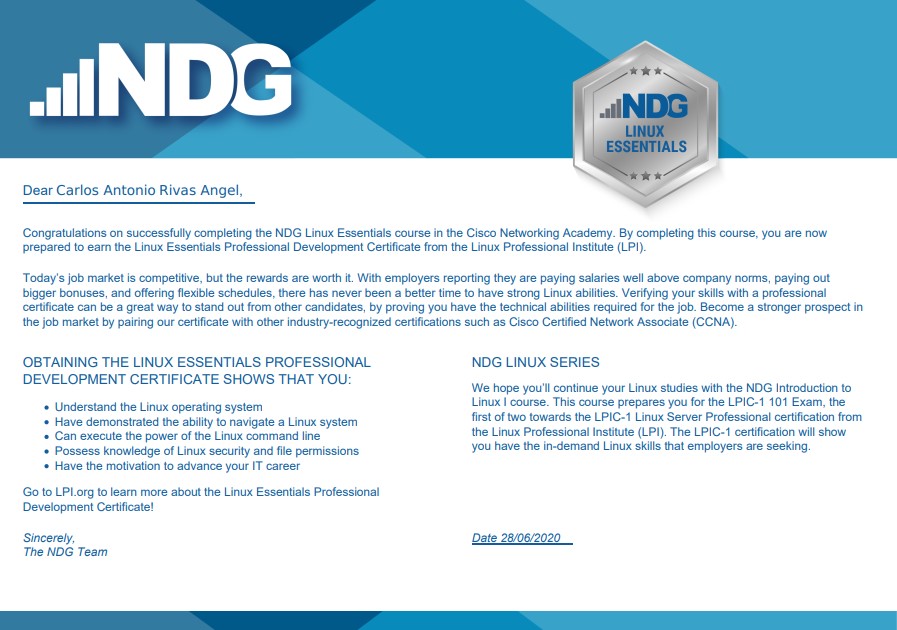 NDG
NDG
LINUX
ESSENTIALS
Dear Carlos Antonio Rivas Angel,
Congratulations on successfully completing the NDG Linux Essentials course in the Cisco Networking Academy. By completing this course, you are now
prepared to earn the Linux Essentials Professional Development Certificate from the Linux Professional Institute (LPI).
Today's job market is competitive, but the rewards are worth it. With employers reporting they are paying salaries well above company norms, paying out
bigger bonuses, and offering flexible schedules, there has never been a better time to have strong Linux abilities. Verifying your skills with a professional
certificate can be a great way to stand out from other candidates, by proving you have the technical abilities required for the job. Become a stronger prospect in
the job market by pairing our certificate with other industry-recognized certifications such as Cisco Certified Network Associate (CCNA).
OBTAINING THE LINUX ESSENTIALS PROFESSIONAL
DEVELOPMENT CERTIFICATE SHOWS THAT YOU:
• Understand the Linux operating system
• Have demonstrated the ability to navigate a Linux system
• Can execute the power of the Linux command line
• Possess knowledge of Linux security and file permissions
• Have the motivation to advance your IT career
Go to LPI.org to learn more about the Linux Essentials Professional
Development Certificate!
Sincerely,
The NDG Team
NDG LINUX SERIES
We hope you'll continue your Linux studies with the NDG Introduction to
Linux I course. This course prepares you for the LPIC-1 101 Exam, the
first of two towards the LPIC-1 Linux Server Professional certification from
the Linux Professional Institute (LPI). The LPIC-1 certification will show
you have the in-demand Linux skills that employers are seeking.
Date 28/06/2020